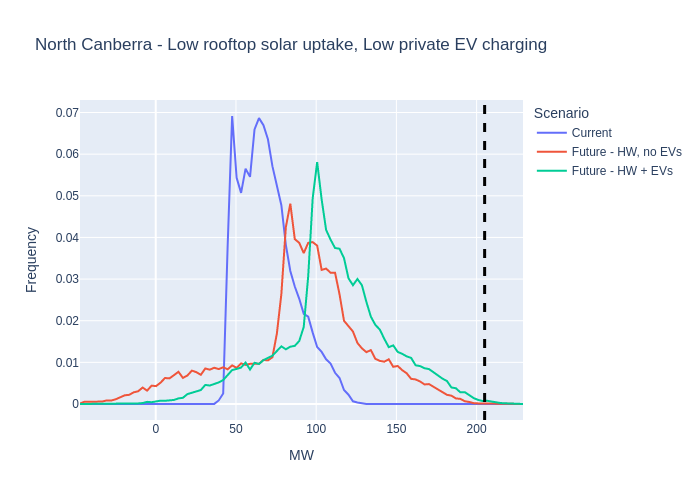 North Canberra - Low rooftop solar uptake, Low private EV charging
Scenario
Current
Future - HW, no EVs
Future - HW + EVs
Frequency
0.07
0.06
0.05
0.04
0.03
0.02
0.01
0
0 50 100 150 200
MW